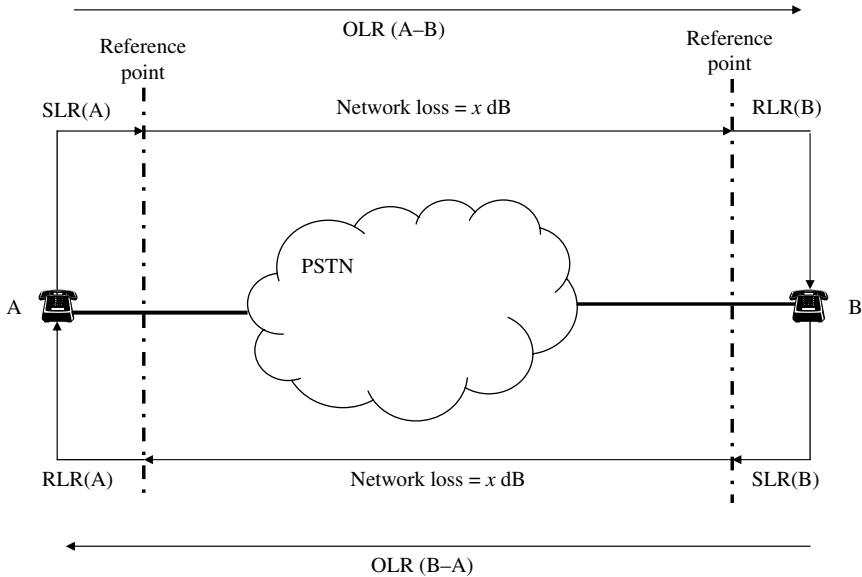 OLR (A–B)
Reference
point
Reference
point
SLR(A)
Network loss = x dB
RLR(B)
PSTN
A
B
RLR(A)
Network loss = x dB
SLR(B)
OLR (B–A)